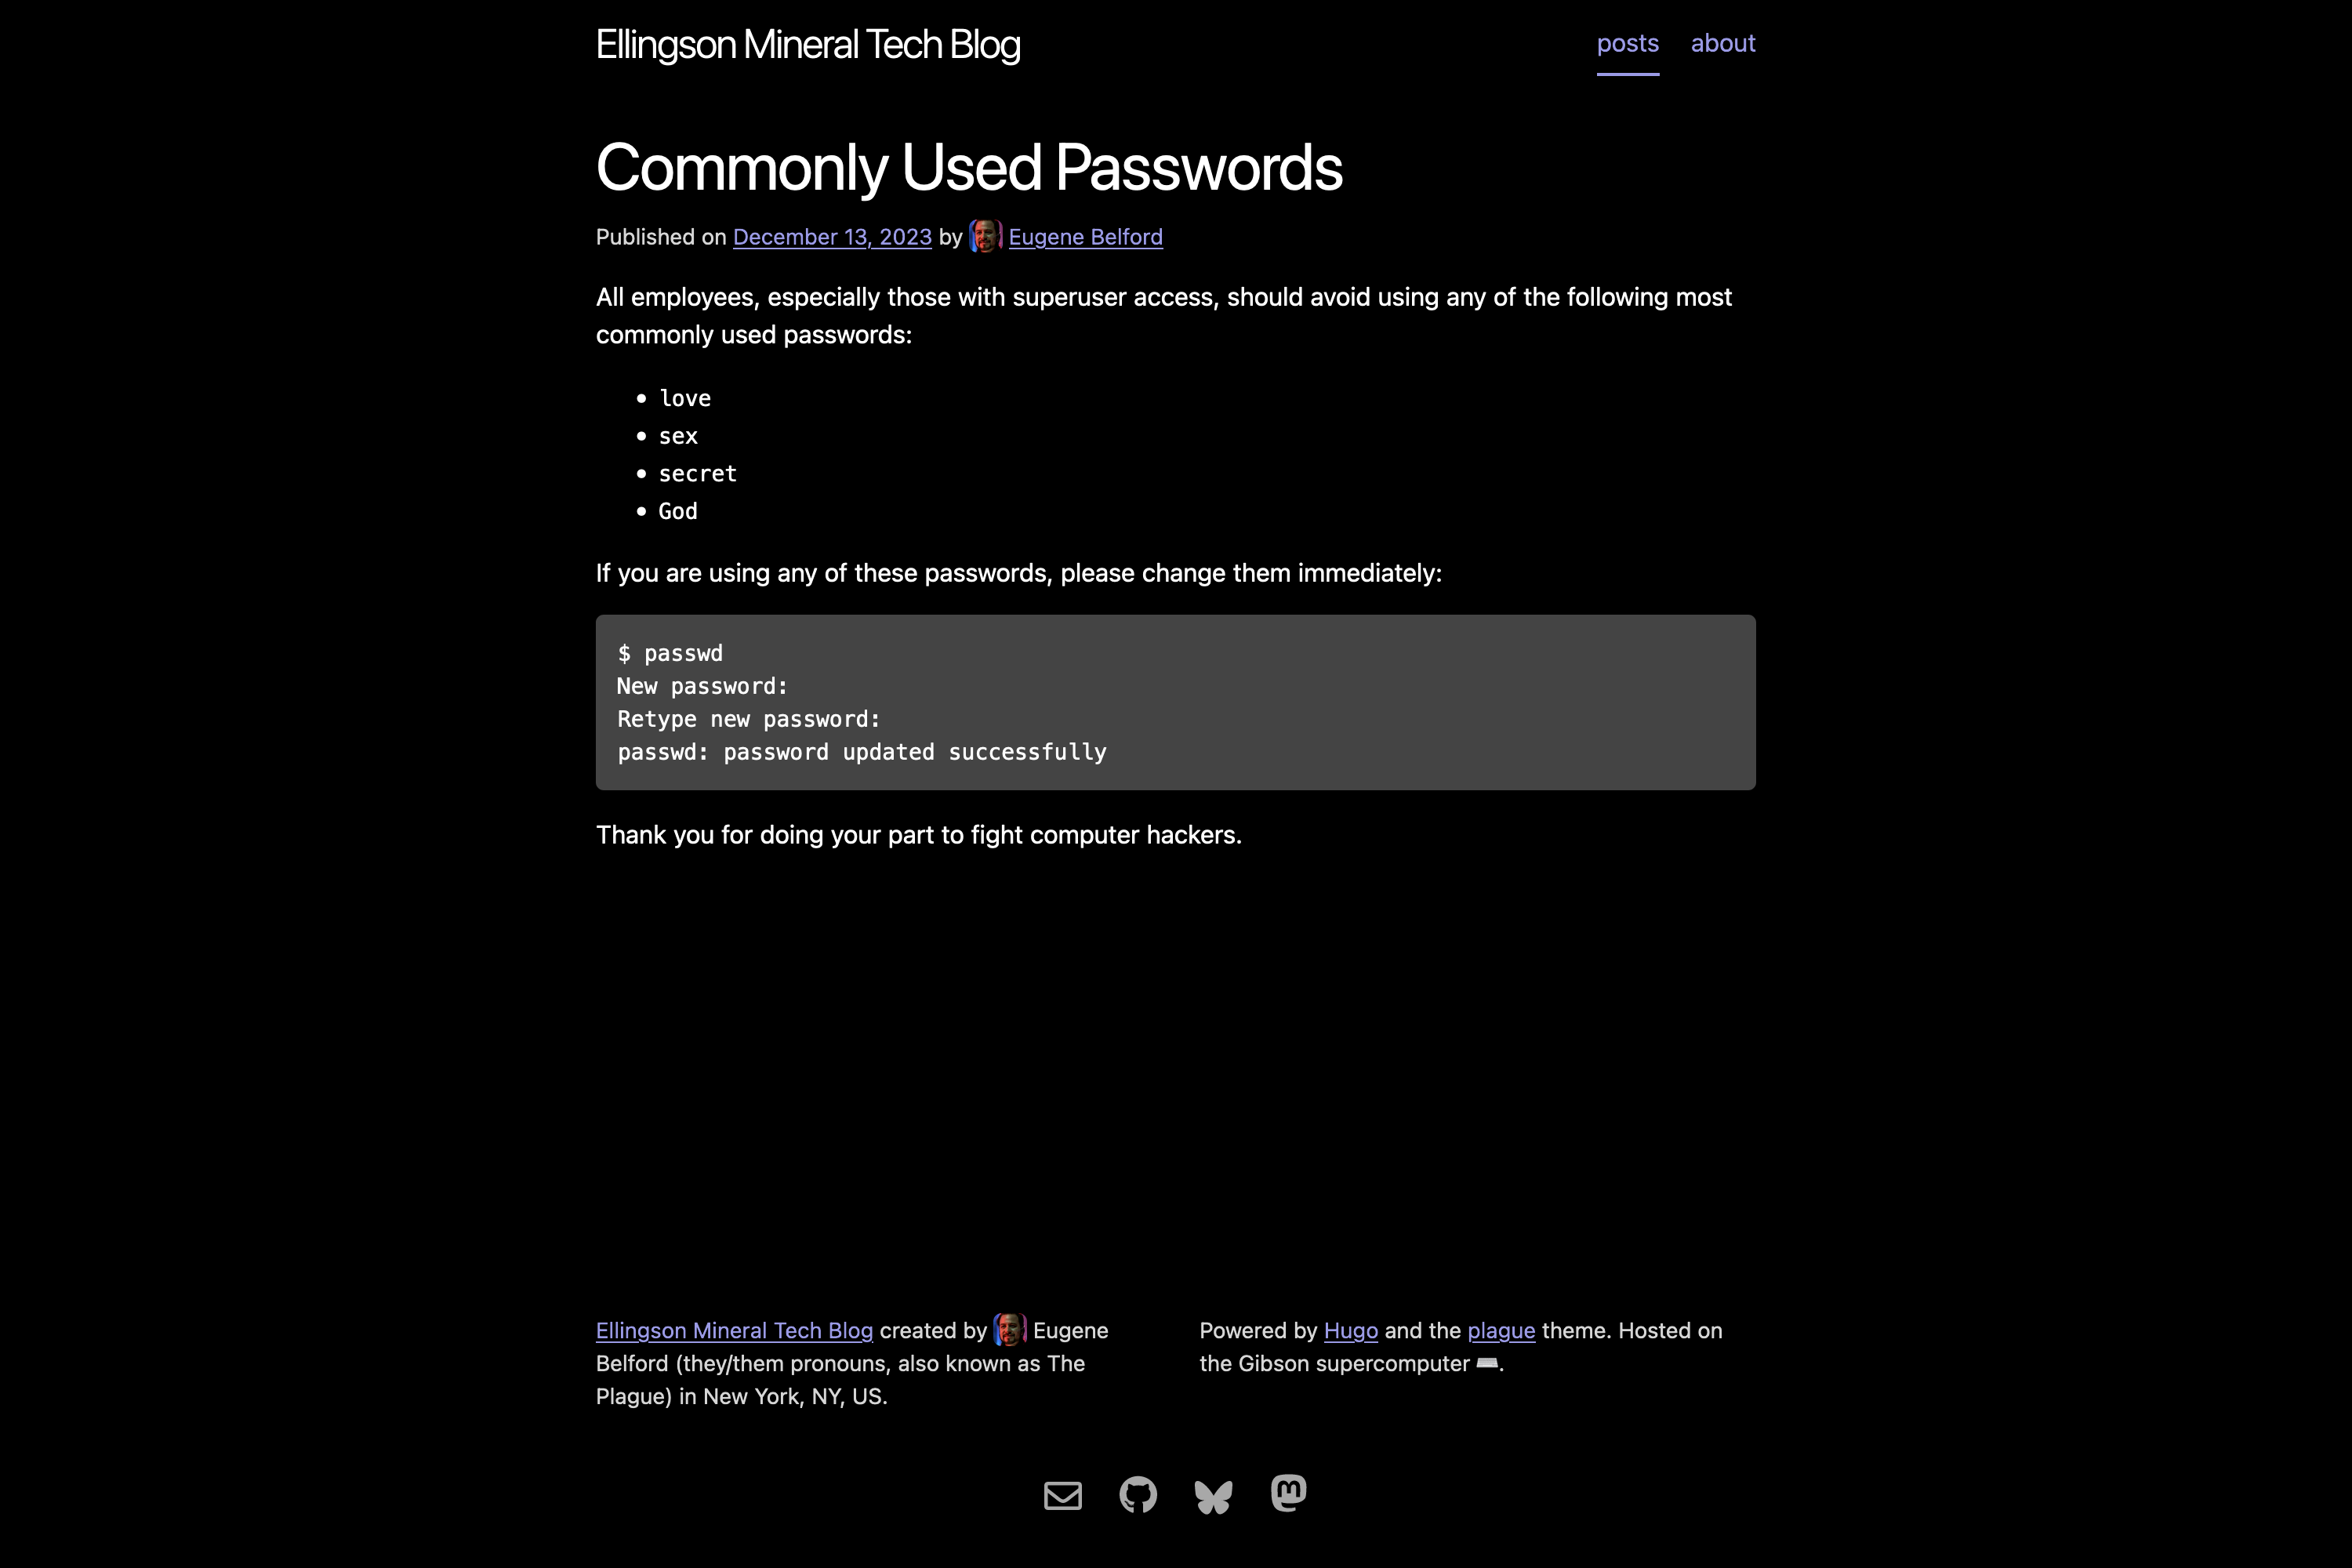 Ellingson Mineral Tech Blog
posts about
Commonly Used Passwords
Published on December 13, 2023 by Eugene Belford
All employees, especially those with superuser access, should avoid using any of the following most
commonly used passwords:
• love
• sex
• secret
• God
If you are using any of these passwords, please change them immediately:
$ passwd
New password:
Retype new password:
passwd: password updated successfully
Thank you for doing your part to fight computer hackers.
Ellingson Mineral Tech Blog created by Eugene
Belford (they/them pronouns, also known as The
Plague) in New York, NY, US.
Powered by Hugo and the plague theme. Hosted on
the Gibson supercomputer ⌨️.